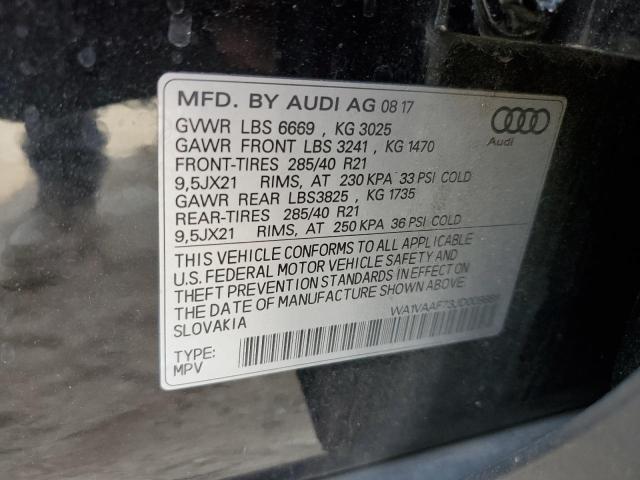 MFD. BY AUDI AG 08 17
GVWR LBS 6669 , KG 3025
GAWR FRONT LBS 3241 , KG 1470
FRONT-TIRES 285/40 R21
9,5JX21 RIMS, AT 230 KPA 33 PSI COLD
GAWR REAR LBS3825 , KG 1735
REAR-TIRES 285/40 R21
9,5JX21 RIMS, AT 250 KPA 36 PSI COLD
THIS VEHICLE CONFORMS TO ALL APPLICABLE
U.S. FEDERAL MOTOR VEHICLE SAFETY AND
THEFT PREVENTION STANDARDS IN EFFECT ON
THE DATE OF MANUFACTURE SHOWN ABOVE.
SLOVAKIA
TYPE:
MPV
Audi